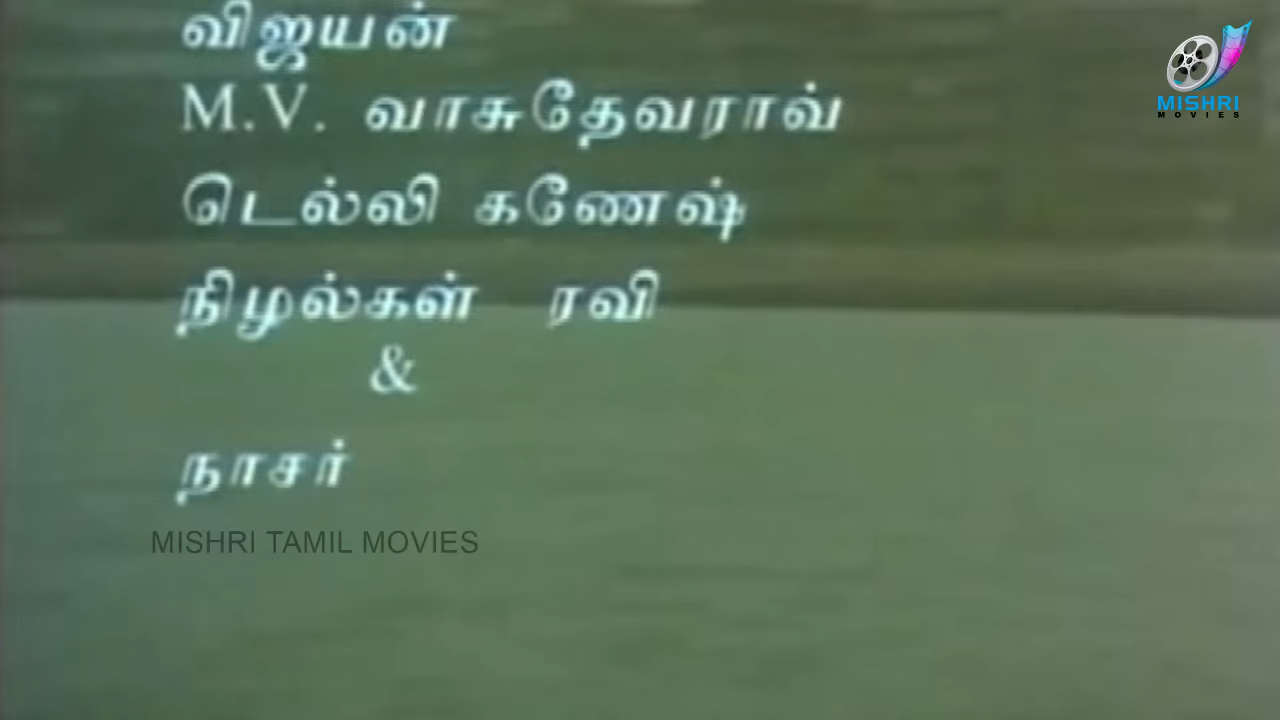 விஜயன்
M.V. வாசுதேவராவ்
டெல்லி கணேஷ்
நிழல்கள் ரவி
&
நாசர்
MISHRI TAMIL MOVIES
MISHRI
MOVIES